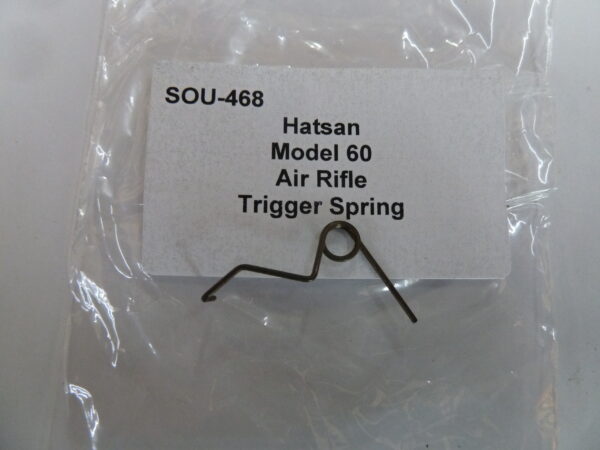 SOU-468
Hatsan
Model 60
Air Rifle
Trigger Spring